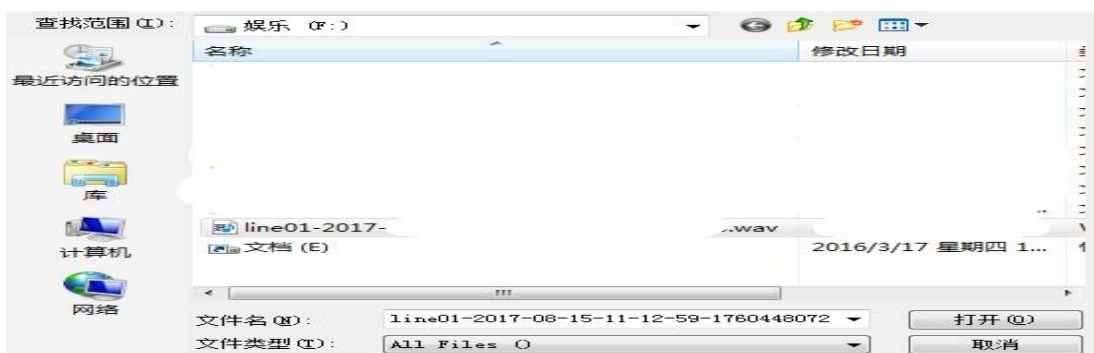 查找范围(I):
娱乐 (F:)
名称
修改日期
最近访问的位置
桌面
库
line01-2017-
.wav
计算机
文档 (E)
2016/3/17 星期四 1...
网络
文件名(N):
line01-2017-08-15-11-12-59-1760448072
打开(O)
文件类型(T):
All Files ()
取消